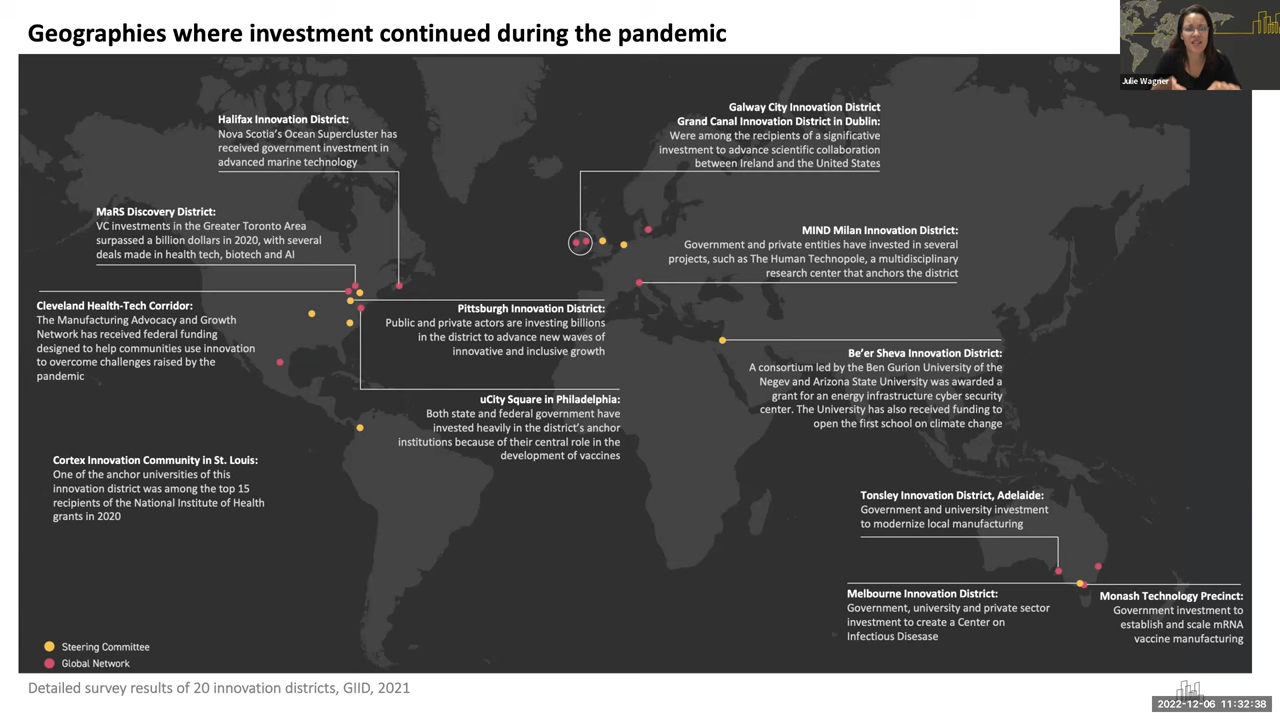 Geographies where investment continued during the pandemic
Julie Wagner
Halifax Innovation District:
Nova Scotia's Ocean Supercluster has
received government investment in
advanced marine technology
Galway City Innovation District
Grand Canal Innovation District in Dublin:
Were among the recipients of a significative
investment to advance scientific collaboration
between Ireland and the United States
MaRS Discovery District:
VC investments in the Greater Toronto Area
surpassed a billion dollars in 2020, with several
deals made in health tech, biotech and AI
MIND Milan Innovation District:
Government and private entities have invested in several
projects, such as The Human Technopole, a multidisciplinary
research center that anchors the district
Cleveland Health-Tech Corridor:
The Manufacturing Advocacy and Growth
Network has received federal funding
designed to help communities use innovation
to overcome challenges raised by the
pandemic
Pittsburgh Innovation District:
Public and private actors are investing billions
in the district to advance new waves of
innovative and inclusive growth
Be'er Sheva Innovation District:
A consortium led by the Ben Gurion University of the
Negev and Arizona State University was awarded a
grant for an energy infrastructure cyber security
center. The University has also received funding to
open the first school on climate change
uCity Square in Philadelphia:
Both state and federal government have
invested heavily in the district's anchor
institutions because of their central role in the
development of vaccines
Cortex Innovation Community in St. Louis:
One of the anchor universities of this
innovation district was among the top 15
recipients of the National Institute of Health
grants in 2020
Tonsley Innovation District, Adelaide:
Government and university investment
to modernize local manufacturing
Melbourne Innovation District:
Government, university and private sector
investment to create a Center on
Infectious Disesase
Monash Technology Precinct:
Government investment to
establish and scale mRNA
vaccine manufacturing
Steering Committee
Global Network
Detailed survey results of 20 innovation districts, GIID, 2021
2022-12-06 11:32:38